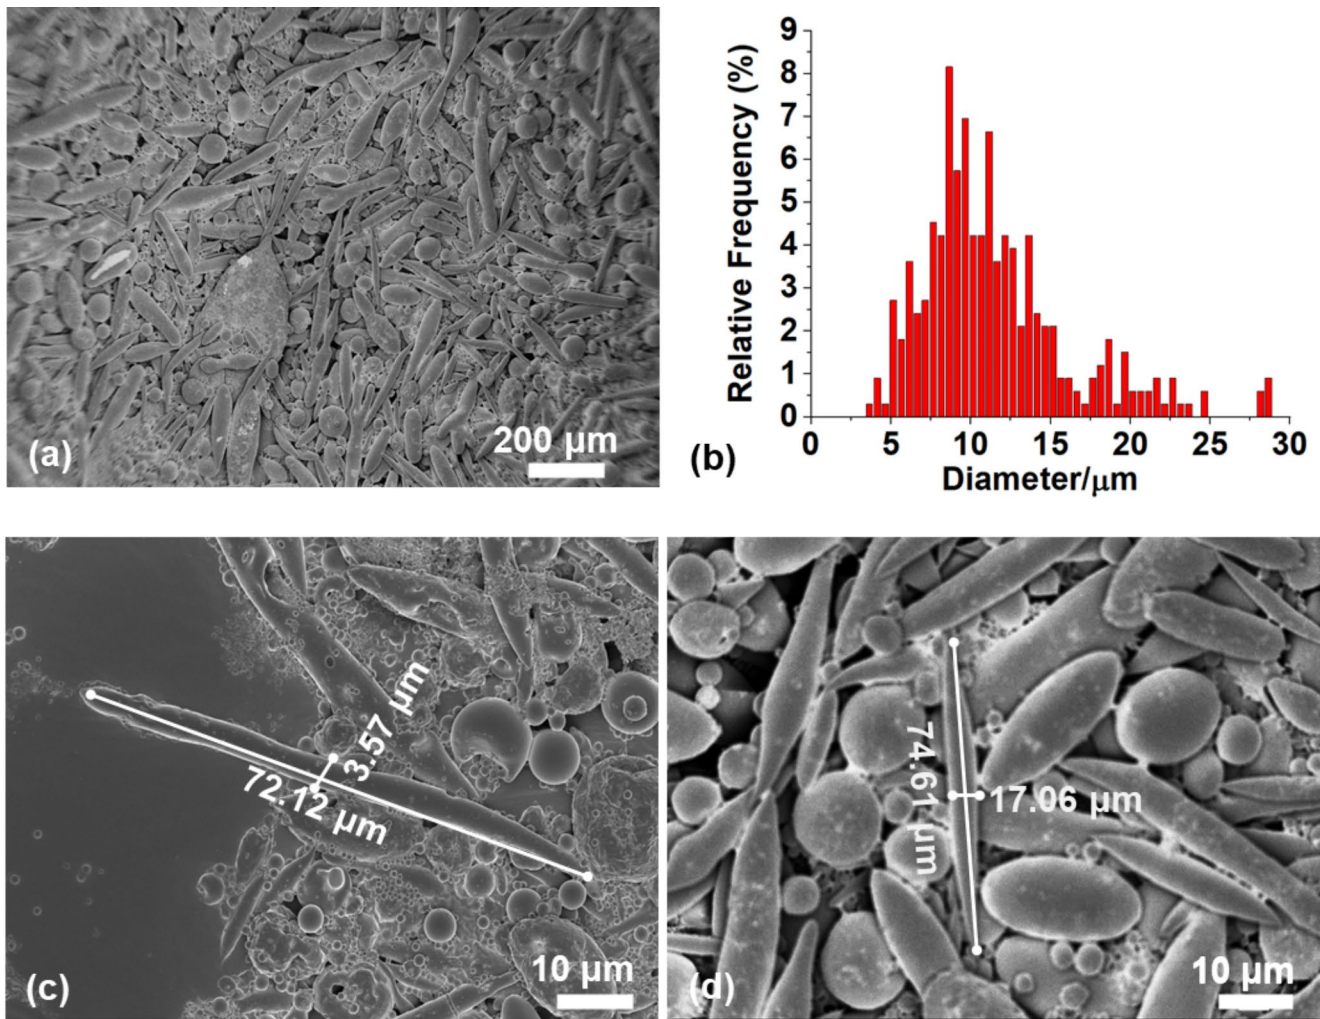 (a)
200 μm
Relative Frequency (%)
9
8
7
6
5
4
3
2
1
0
0 5 10 15 20 25 30
Diameter/μm
(b)
72.12 μm
3.57 μm
10 μm
(c)
74.61 μm
17.06 μm
10 μm
(d)